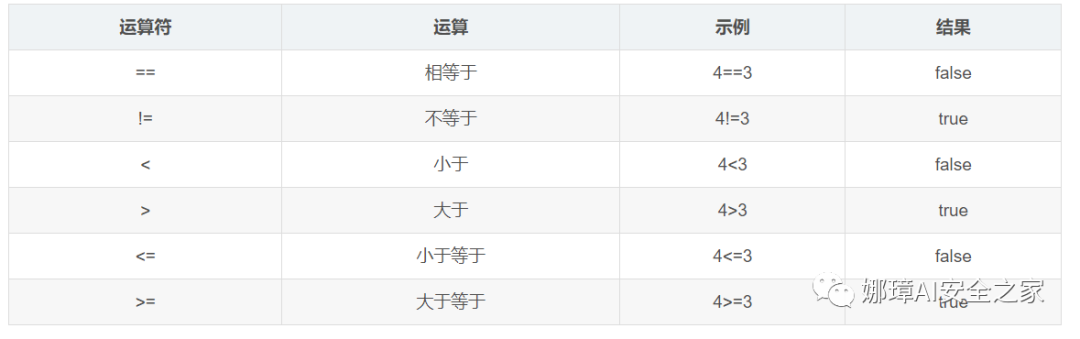 运算符 运算 示例 结果
== 相等于 4==3 false
!= 不等于 4!=3 true
< 小于 4<3 false
> 大于 4>3 true
<= 小于等于 4<=3 false
>= 大于等于 4>=3 true
娜璋AI安全之家